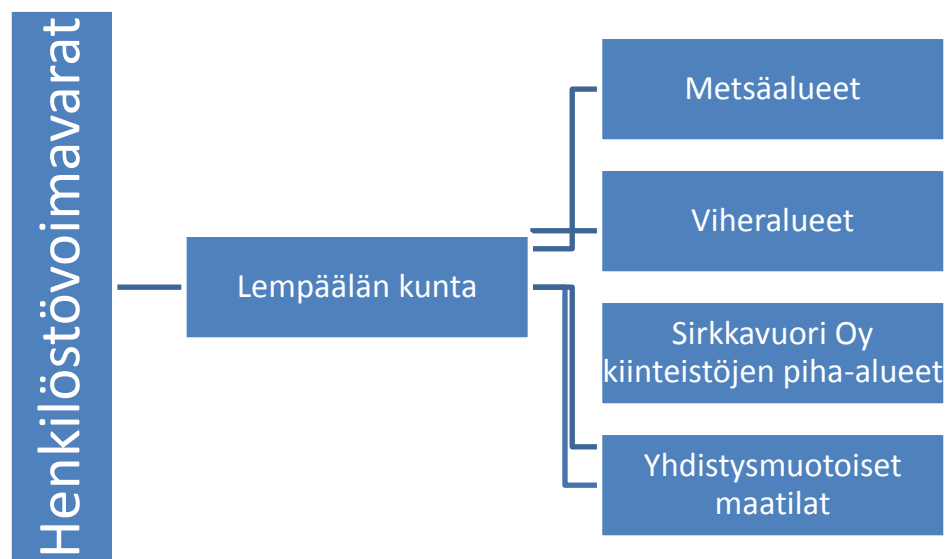 Henkilöstövoimavarat
Lempäälän kunta
Metsäalueet
Viheralueet
Sirkkavuori Oy
kiinteistöjen piha-alueet
Yhdistysmuotoiset
maatilat